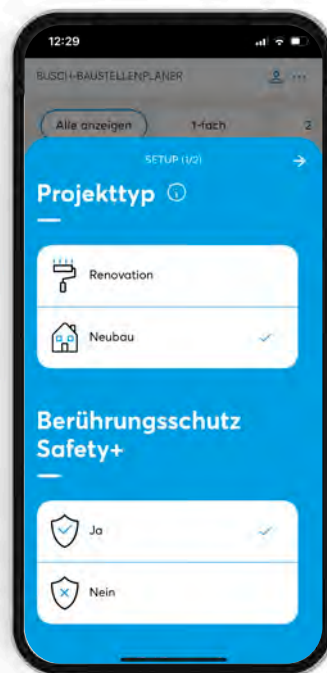 12:29
BUSCH-BAUSTELLENPLANER
Alle anzeigen 1-fach 2
SETUP (1/2)
Projekttyp
Renovation
Neubau
Berührungsschutz
Safety+
Ja
Nein